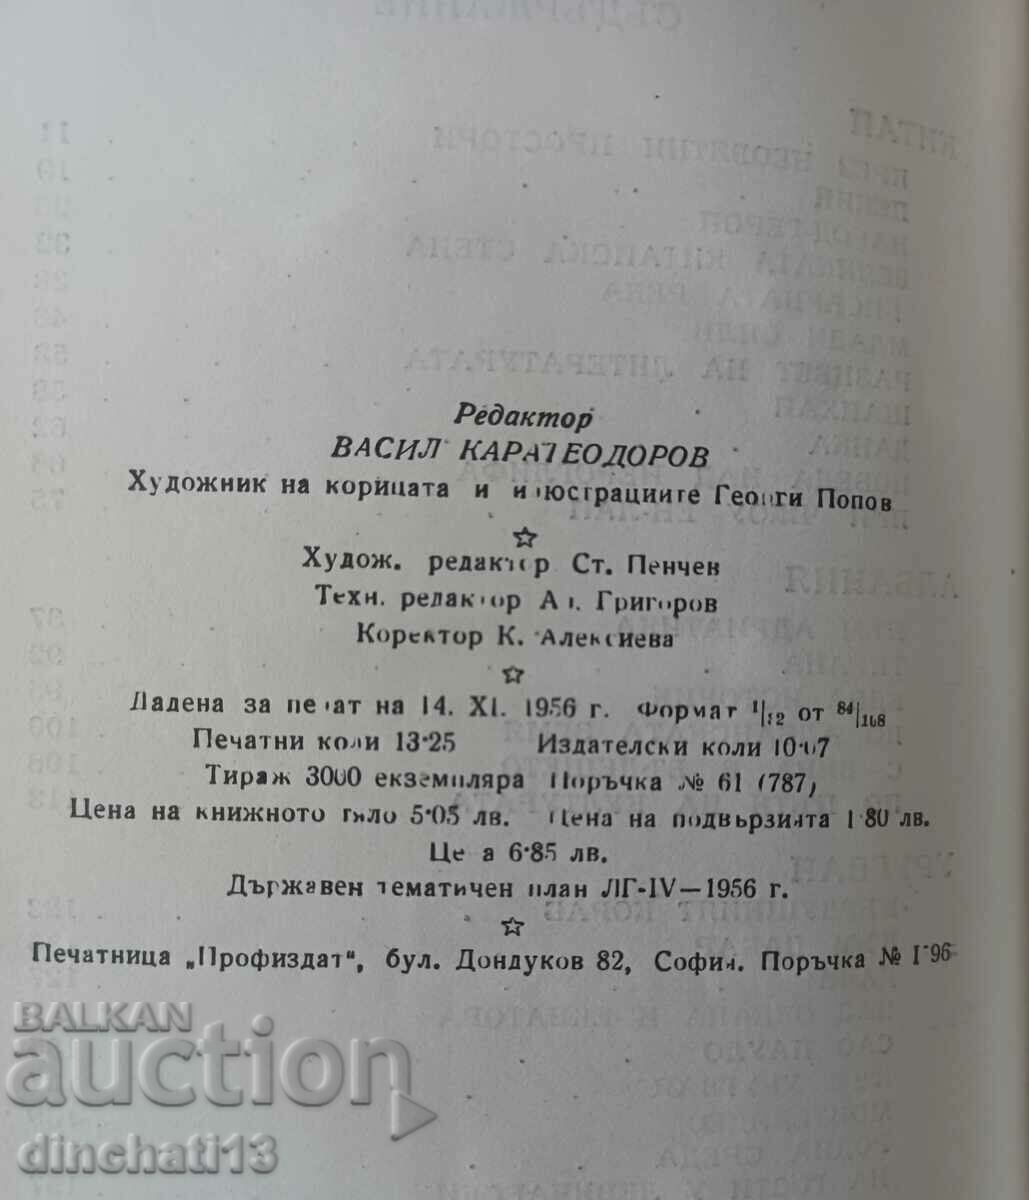 Редактор
ВАСИЛ КАРАТЕОДОРОВ
Художник на корицата и илюстрациите Георги Попов
Худож. редактор Ст. Пенчев
Техн. редактор Ал. Григоров
Коректор К. Алексиева
Дадена за печат на 14. XI. 1956 г. Формат 1/32 от 84/108
Печатни коли 13·25 Издателски коли 10·07
Тираж 3000 екземпляра Поръчка № 61 (787)
Цена на книжното тяло 5·05 лв. Цена на подвързията 1·80 лв.
Цена 6·85 лв.
Държавен тематичен план ЛГ-IV—1956 г.
Печатница „Профиздат“, бул. Дондуков 82, София. Поръчка №
BALKAN
auction
dinchati13